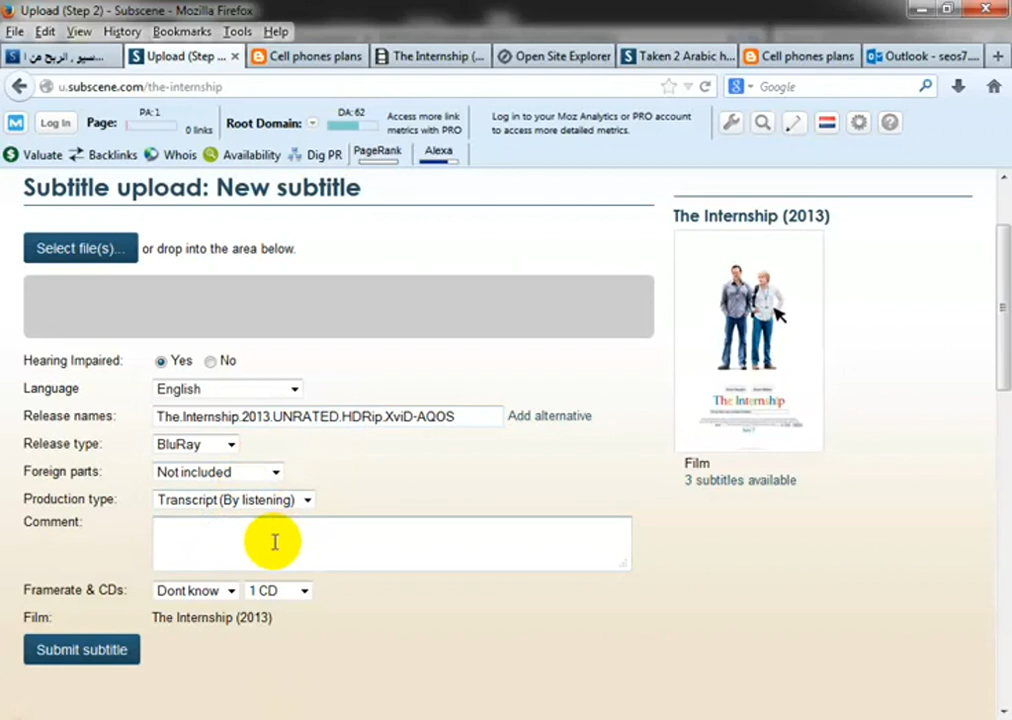 Upload (Step 2) - Subscene - Mozilla Firefox
File Edit View History Bookmarks Tools Help
سيو , الربح من ا
Upload (Step ...
Cell phones plans
The Internship (...
Open Site Explorer
Taken 2 Arabic h...
Cell phones plans
Outlook - seos7....
u.subscene.com/the-internship
Google
Log In
Page:
PA: 1
0 links
Root Domain:
DA: 62
Access more link
metrics with PRO
Log in to your Moz Analytics or PRO account
to access more detailed metrics.
Valuate Backlinks Whois Availability Dig PR PageRank Alexa
Subtitle upload: New subtitle
Select file(s)... or drop into the area below.
Hearing Impaired: Yes No
Language English
Release names: The.Internship.2013.UNRATED.HDRip.XviD-AQOS Add alternative
Release type: BluRay
Foreign parts: Not included
Production type: Transcript (By listening)
Comment:
Framerate & CDs: Dont know 1 CD
Film: The Internship (2013)
Submit subtitle
The Internship (2013)
The Internship
Film
3 subtitles available